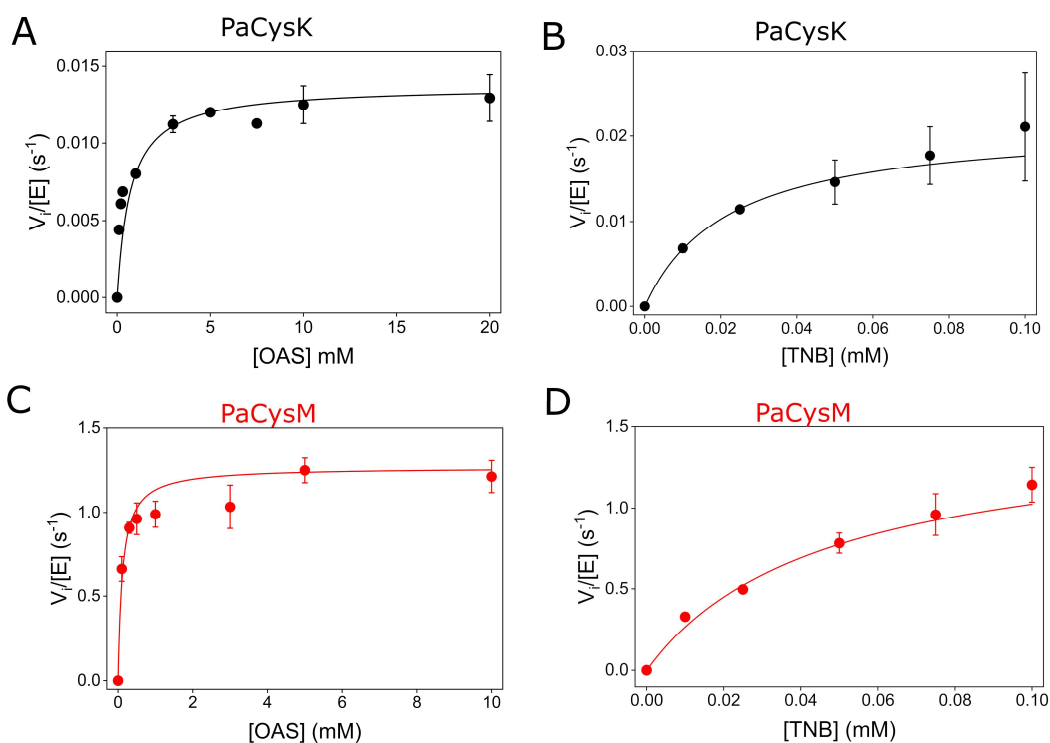 A
PaCysK
0.015
0.010
0.005
0.000
V_i/[E] (s^-1)
0
5
10
15
20
[OAS] mM
B
PaCysK
0.03
0.02
0.01
0.00
V_i/[E] (s^-1)
0.00
0.02
0.04
0.06
0.08
0.10
[TNB] (mM)
C
PaCysM
1.5
1.0
0.5
0.0
V_i/[E] (s^-1)
0
2
4
6
8
10
[OAS] (mM)
D
PaCysM
1.5
1.0
0.5
0.0
V_i/[E] (s^-1)
0.00
0.02
0.04
0.06
0.08
0.10
[TNB] (mM)